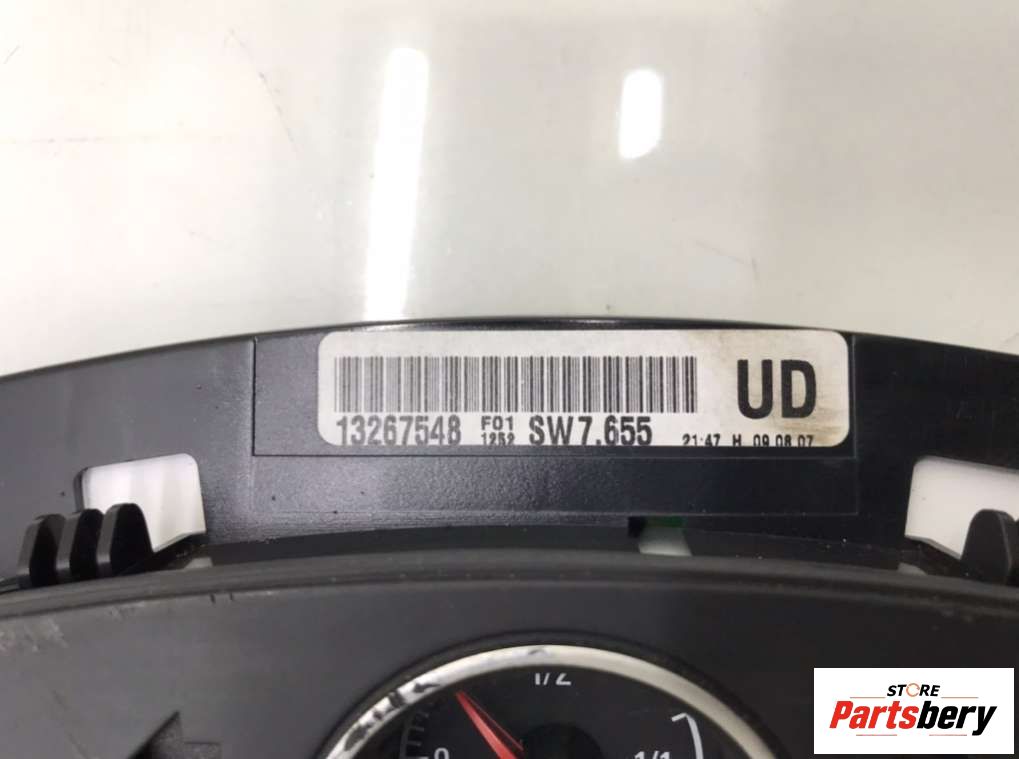 UD
13267548 F01 1252 SW7.655 21:47 H 09.08.07
1/2
0 1/1
STORE
Partsbery